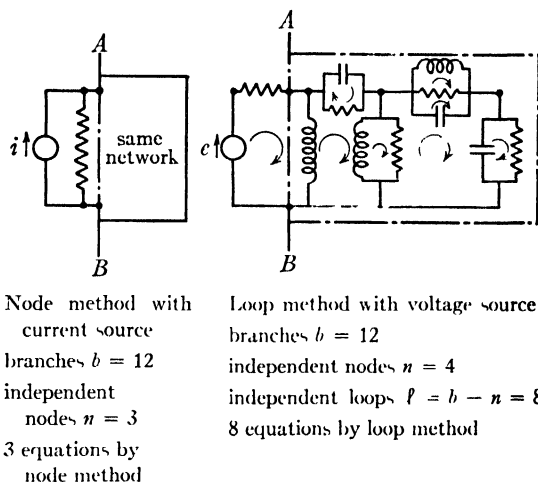 A
A
i
same
network
e
B
B
Node method with
current source
branches b = 12
independent
nodes n = 3
3 equations by
node method
Loop method with voltage source
branches b = 12
independent nodes n = 4
independent loops ℓ = b − n = 8
8 equations by loop method